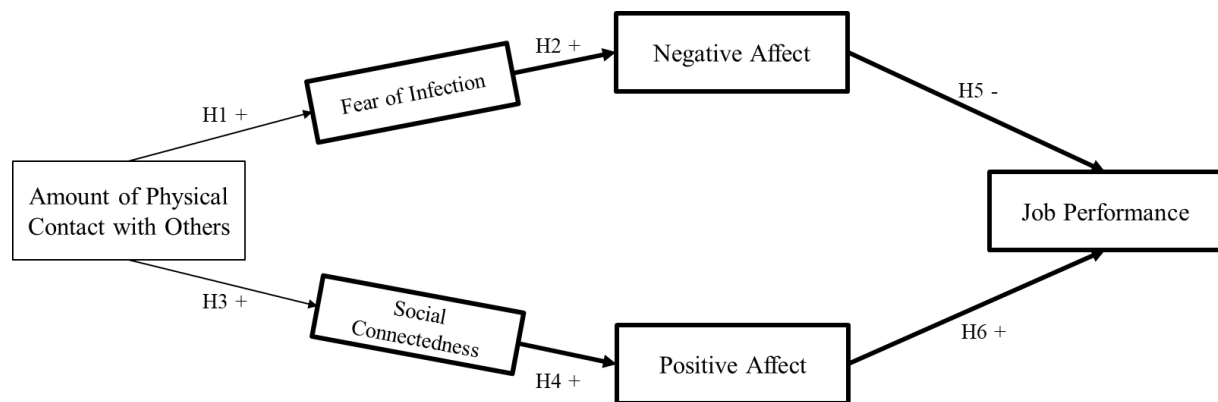 H1 +
Fear of Infection
H2 +
Negative Affect
H5 -
Amount of Physical
Contact with Others
Job Performance
H3 +
Social
Connectedness
H4 +
Positive Affect
H6 +